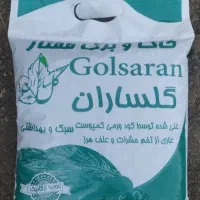 خاک و برگ ممتاز
Golsaran
گلساران
غنی شده توسط کود ورمی کمپوست
سبک و بهداشتی
عاری از تخم حشرات و علف هرز